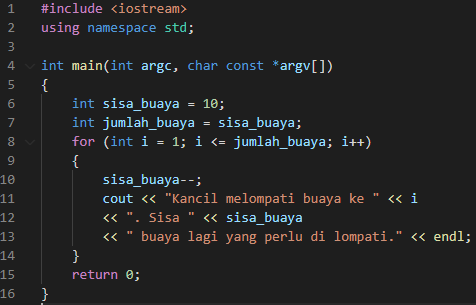 1 #include <iostream>
2 using namespace std;
3
4 int main(int argc, char const *argv[])
5 {
6     int sisa_buaya = 10;
7     int jumlah_buaya = sisa_buaya;
8     for (int i = 1; i <= jumlah_buaya; i++)
9     {
10         sisa_buaya--;
11         cout << "Kancil melompati buaya ke " << i
12         << ". Sisa " << sisa_buaya
13         << " buaya lagi yang perlu di lompati." << endl;
14     }
15     return 0;
16 }